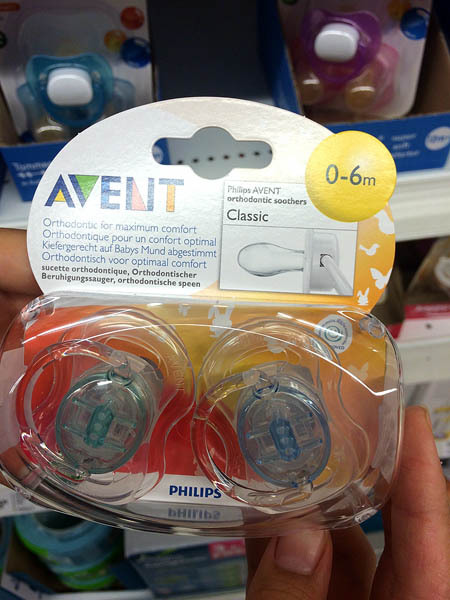 AVENT
0-6m
Philips AVENT
orthodontic soothers
Classic
Orthodontic for maximum comfort
Orthodontique pour un confort optimal
Kiefergerecht auf Babys Mund abgestimmt
Orthodontisch voor optimaal comfort
sucette orthodontique, Orthodontischer
Beruhigungssauger, orthodontische speen
PHILIPS